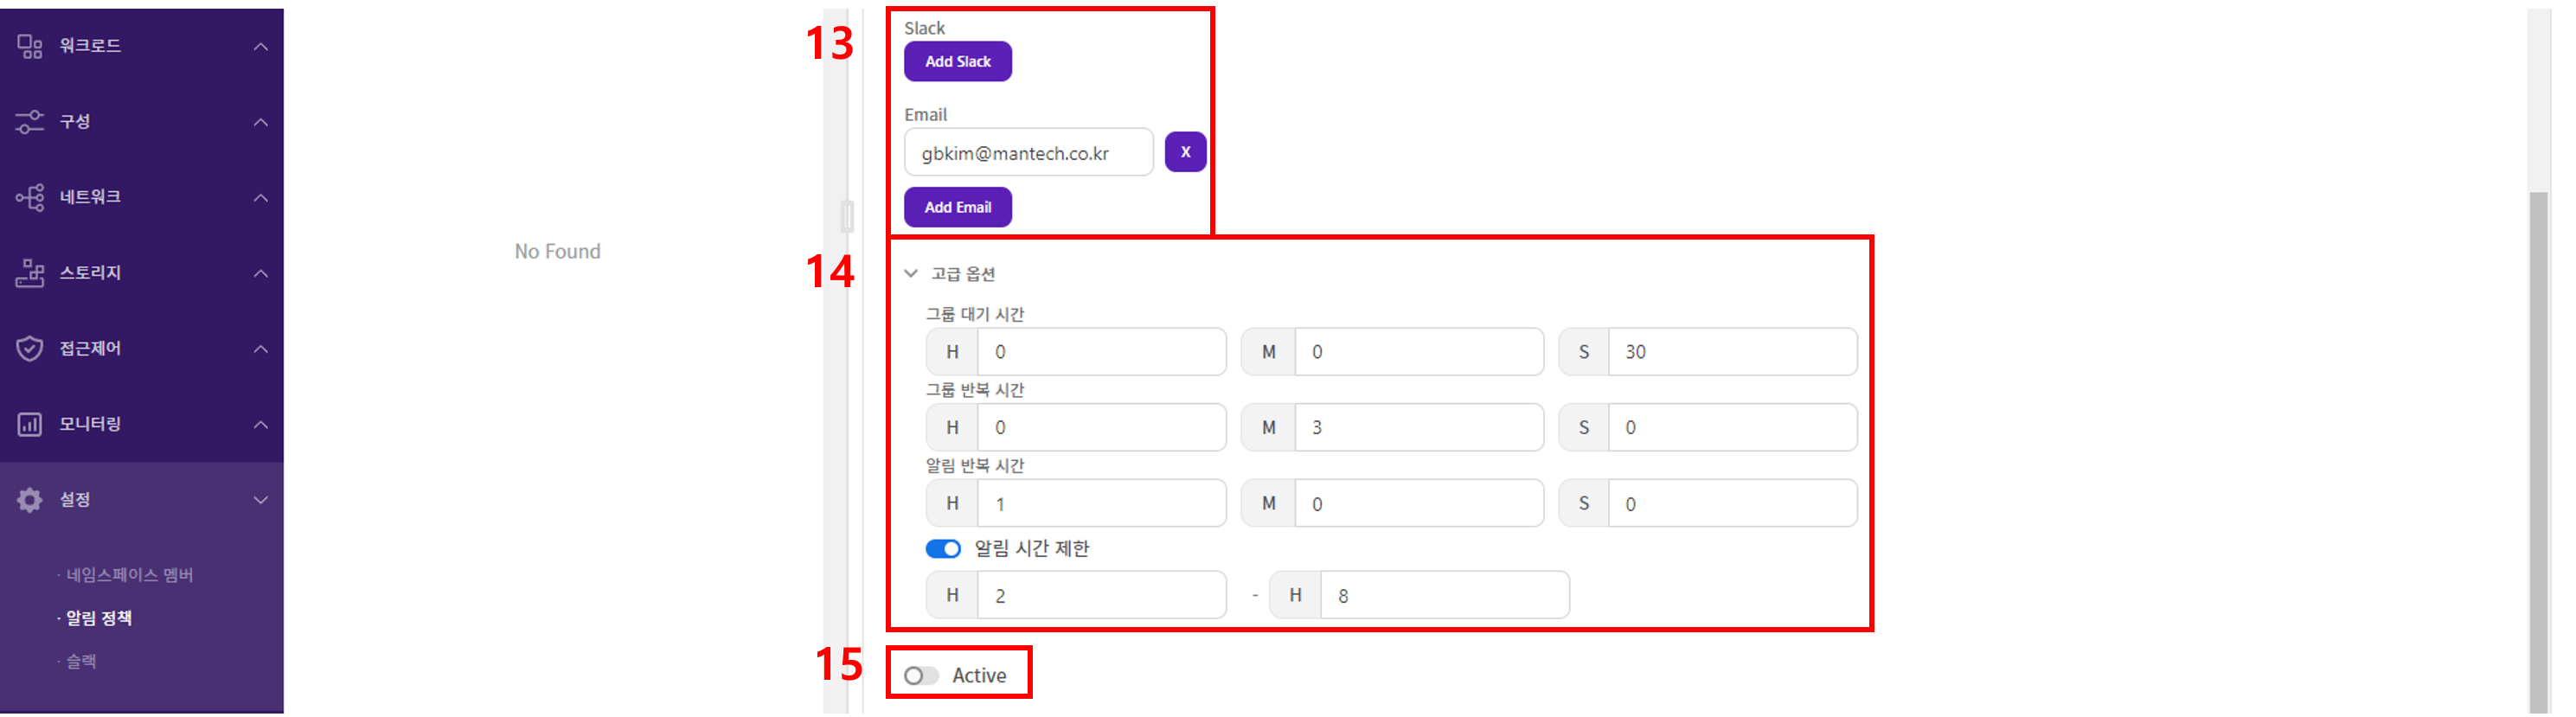 워크로드
구성
네트워크
스토리지
접근제어
모니터링
설정
· 네임스페이스 멤버
· 알림 정책
· 슬랙
No Found
13
Slack
Add Slack
Email
gbkim@mantech.co.kr X
Add Email
14
고급 옵션
그룹 대기 시간
H 0 M 0 S 30
그룹 반복 시간
H 0 M 3 S 0
알림 반복 시간
H 1 M 0 S 0
알림 시간 제한
H 2 - H 8
15
Active